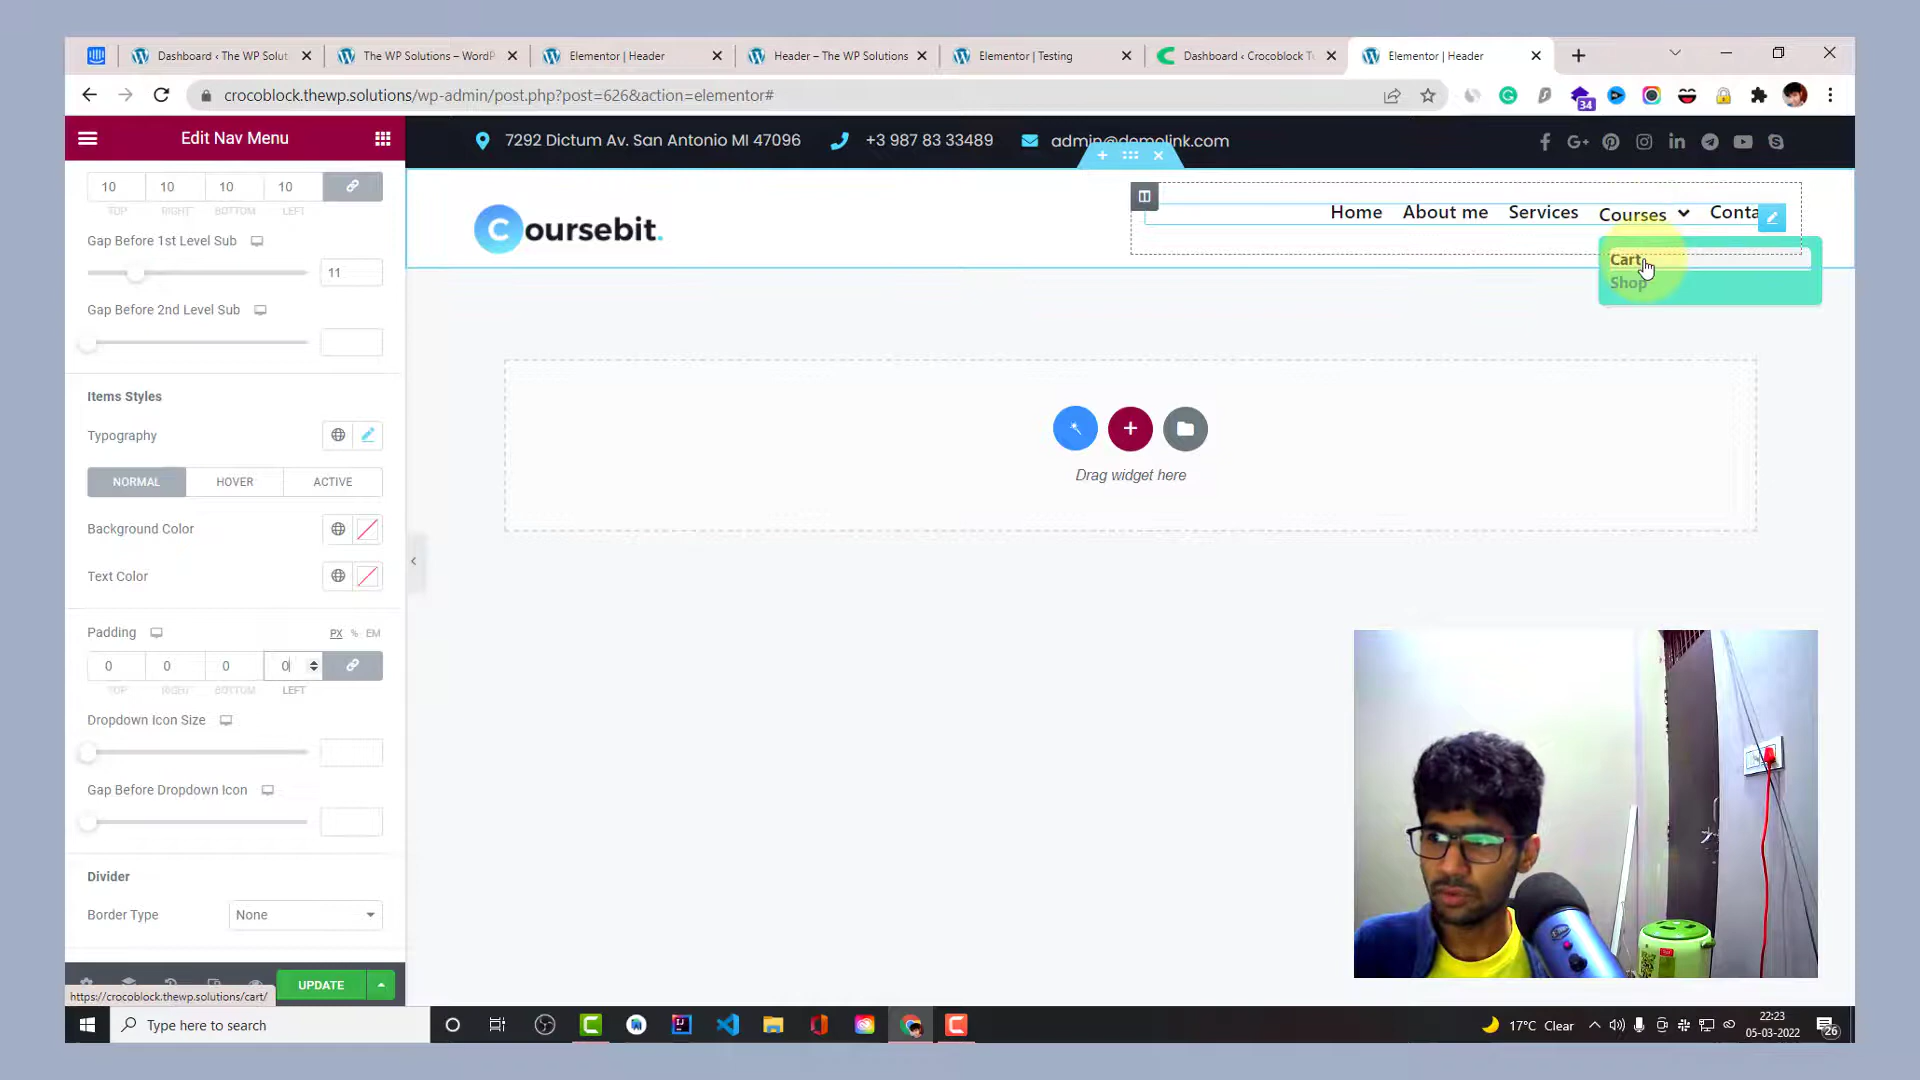 Dashboard ‹ The WP Solut
The WP Solutions – WordP
Elementor | Header
Header – The WP Solutions
Elementor | Testing
Dashboard ‹ Crocoblock T
Elementor | Header
crocoblock.thewp.solutions/wp-admin/post.php?post=626&action=elementor#
34
Edit Nav Menu
7292 Dictum Av. San Antonio MI 47096
+3 987 83 33489
admin@demolink.com
10 10 10 10
TOP RIGHT BOTTOM LEFT
Gap Before 1st Level Sub
11
Gap Before 2nd Level Sub
Items Styles
Typography
NORMAL HOVER ACTIVE
Background Color
Text Color
Padding
PX % EM
0 0 0 0
TOP RIGHT BOTTOM LEFT
Dropdown Icon Size
Gap Before Dropdown Icon
Divider
Border Type
None
UPDATE
https://crocoblock.thewp.solutions/cart/
Coursebit.
Home About me Services Courses Conta
Cart
Shop
Drag widget here
Type here to search
17°C Clear
22:23
05-03-2022
26